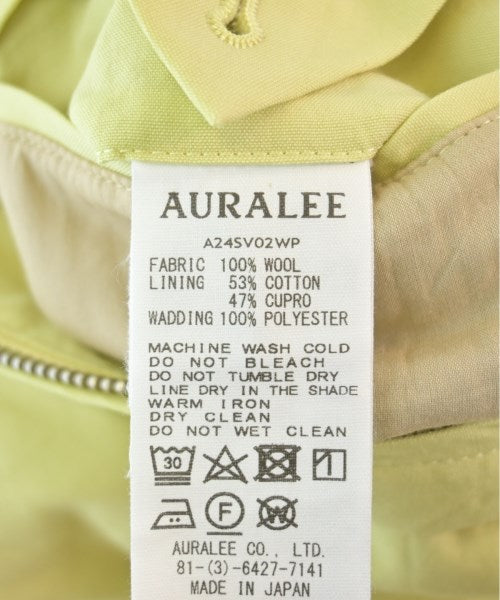 AURALEE
A24SV02WP
FABRIC 100% WOOL
LINING 53% COTTON
47% CUPRO
WADDING 100% POLYESTER
MACHINE WASH COLD
DO NOT BLEACH
DO NOT TUMBLE DRY
LINE DRY IN THE SHADE
WARM IRON
DRY CLEAN
DO NOT WET CLEAN
30
F
W
AURALEE CO., LTD.
81-(3)-6427-7141
MADE IN JAPAN